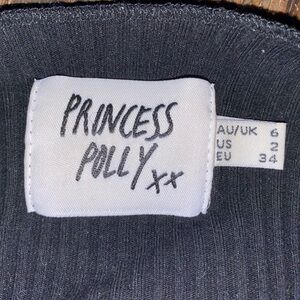 PRINCESS
POLLY xx
AU/UK 6
US 2
EU 34